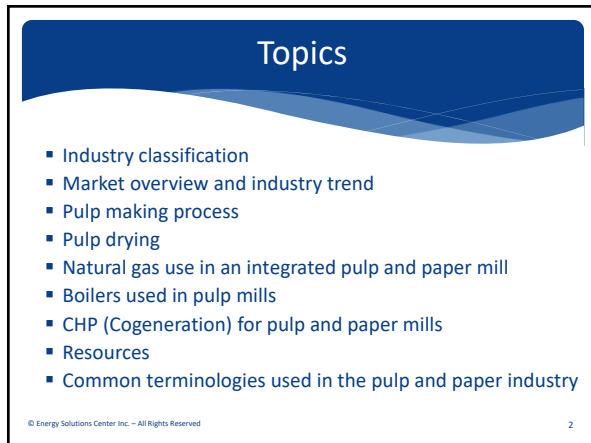 Topics
▪ Industry classification
▪ Market overview and industry trend
▪ Pulp making process
▪ Pulp drying
▪ Natural gas use in an integrated pulp and paper mill
▪ Boilers used in pulp mills
▪ CHP (Cogeneration) for pulp and paper mills
▪ Resources
▪ Common terminologies used in the pulp and paper industry
© Energy Solutions Center Inc. – All Rights Reserved
2